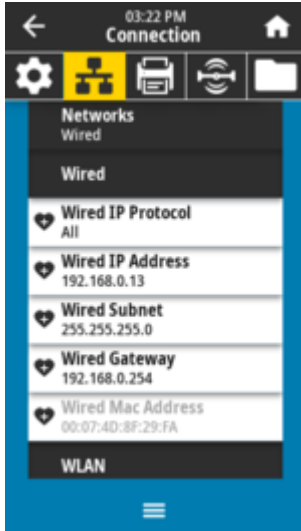 03:22 PM
Connection
Networks
Wired
Wired
Wired IP Protocol
All
Wired IP Address
192.168.0.13
Wired Subnet
255.255.255.0
Wired Gateway
192.168.0.254
Wired Mac Address
00:07:4D:8F:29:FA
WLAN